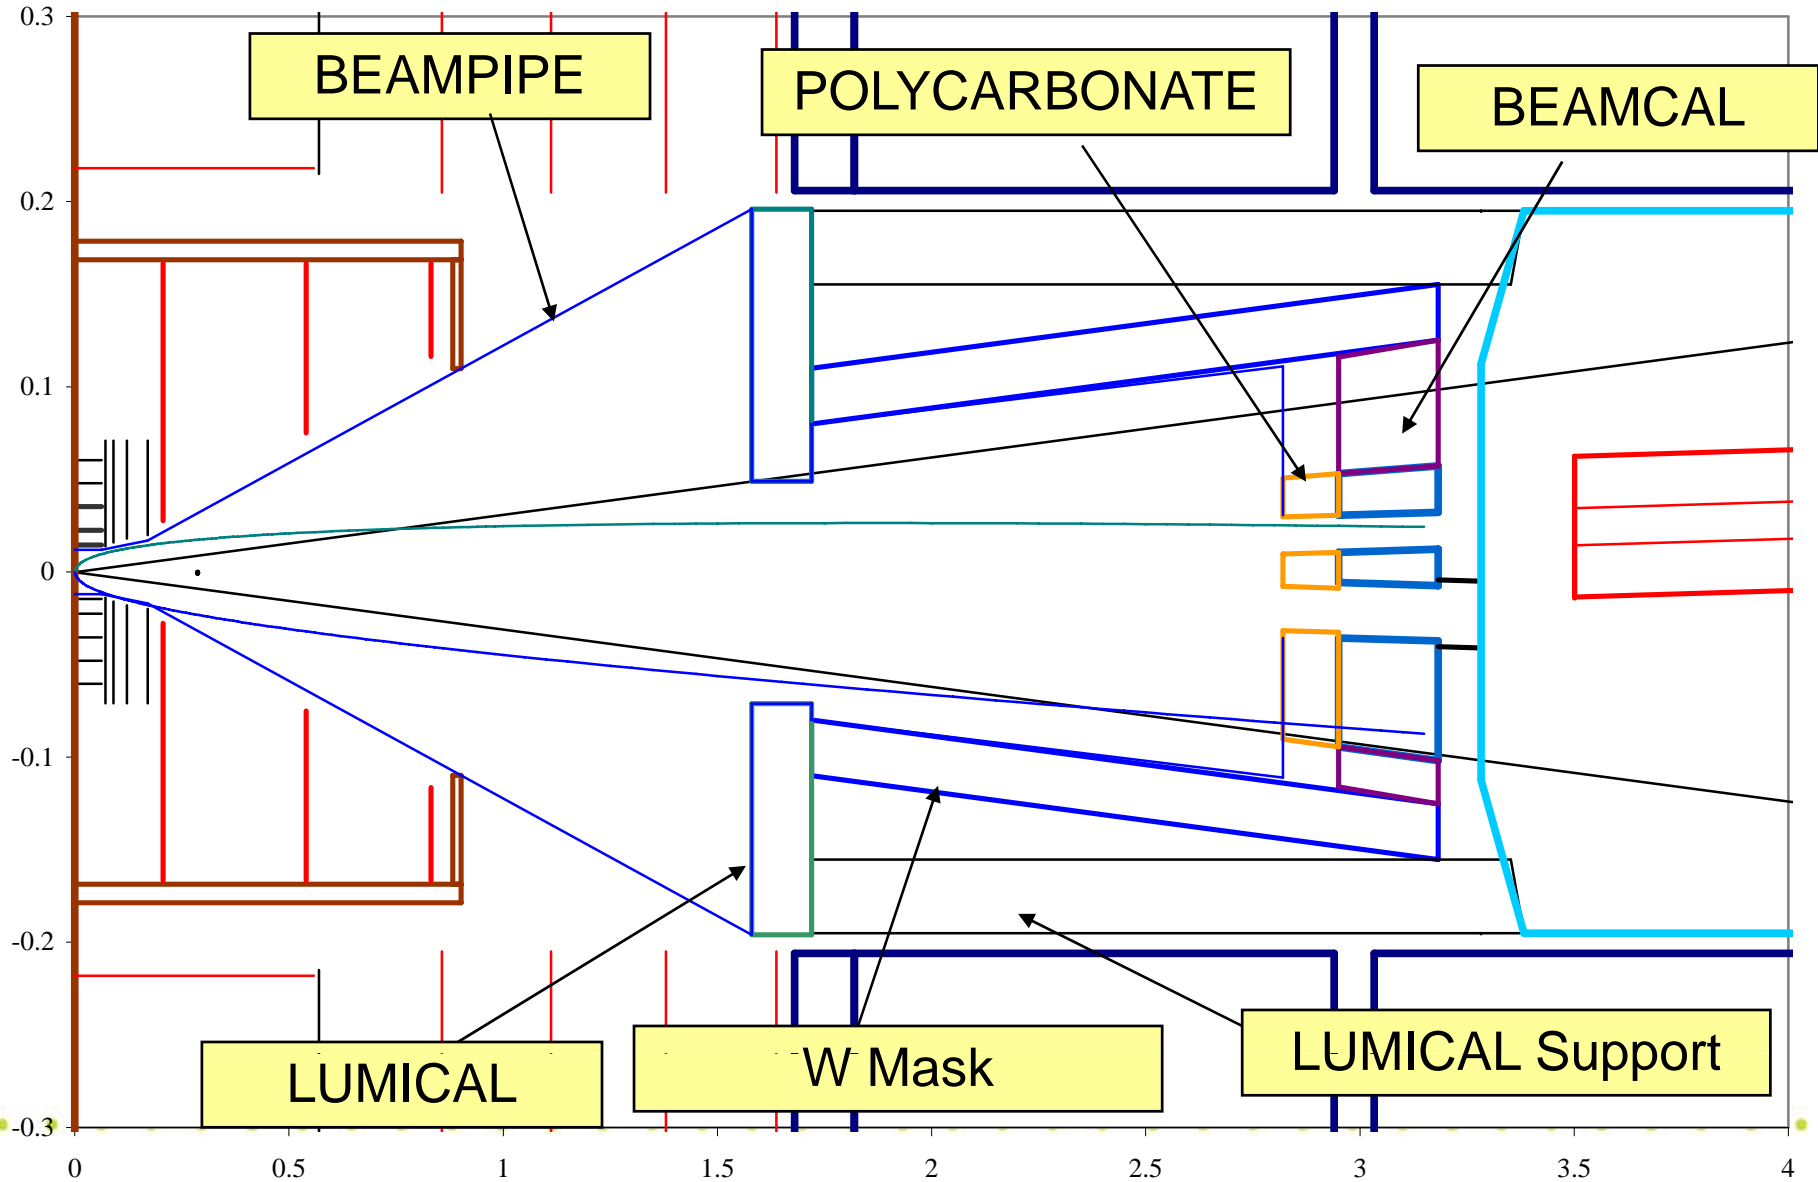 0.3
BEAMPIPE
POLYCARBONATE
BEAMCAL
0.2
0.1
0
-0.1
-0.2
LUMICAL
W Mask
LUMICAL Support
-0.3
0 0.5 1 1.5 2 2.5 3 3.5 4